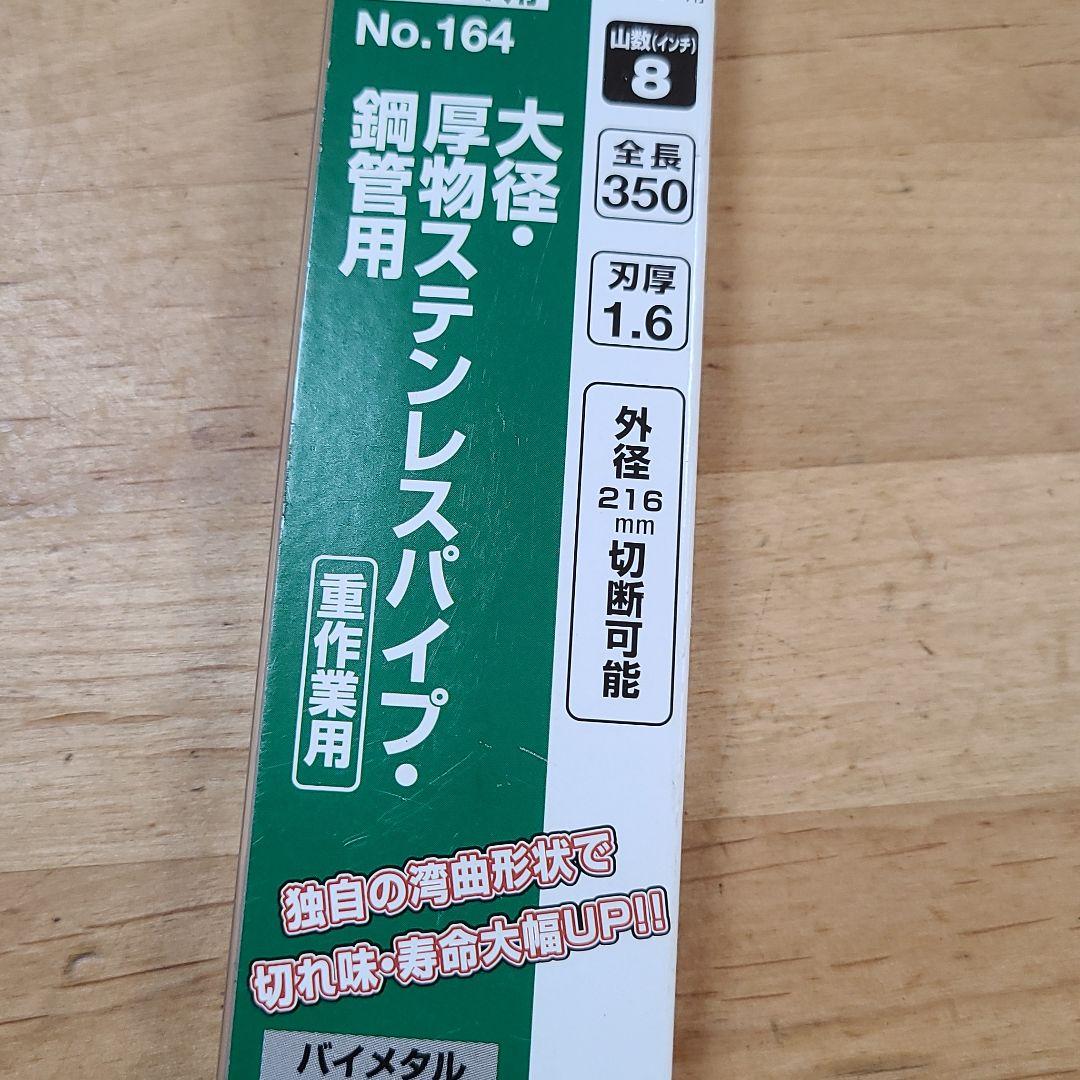 No.164
大径・
厚物ステンレスパイプ・
鋼管用
重作業用
独自の湾曲形状で
切れ味・寿命大幅UP!!
バイメタル
山数(インチ)
8
全長
350
刃厚
1.6
外径
216
mm
切断可能